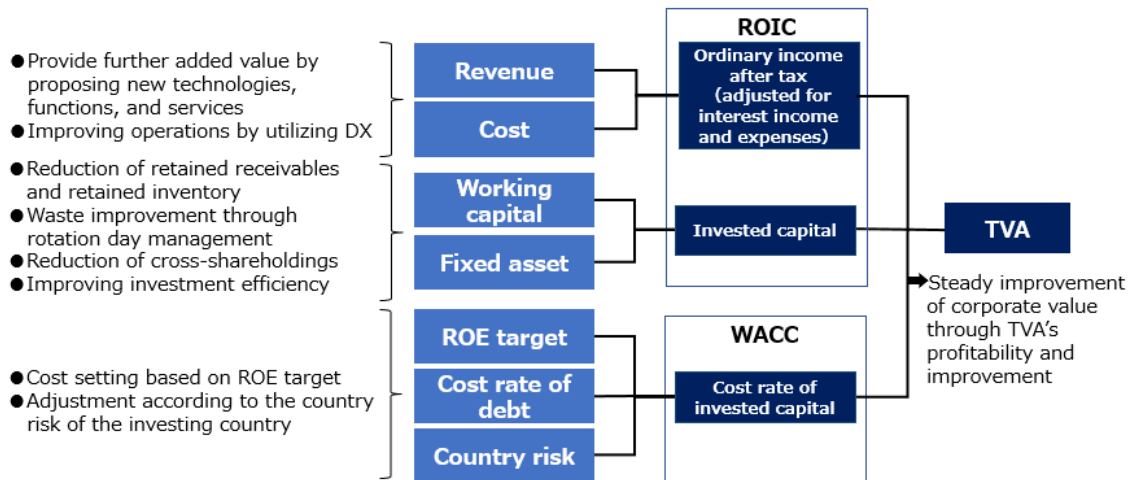 ● Provide further added value by
proposing new technologies,
functions, and services
● Improving operations by utilizing DX
● Reduction of retained receivables
and retained inventory
● Waste improvement through
rotation day management
● Reduction of cross-shareholdings
● Improving investment efficiency
● Cost setting based on ROE target
● Adjustment according to the country
risk of the investing country
Revenue
Cost
Working
capital
Fixed asset
ROE target
Cost rate of
debt
Country risk
ROIC
Ordinary income
after tax
(adjusted for
interest income
and expenses)
Invested capital
WACC
Cost rate of
invested capital
TVA
Steady improvement
of corporate value
through TVA’s
profitability and
improvement